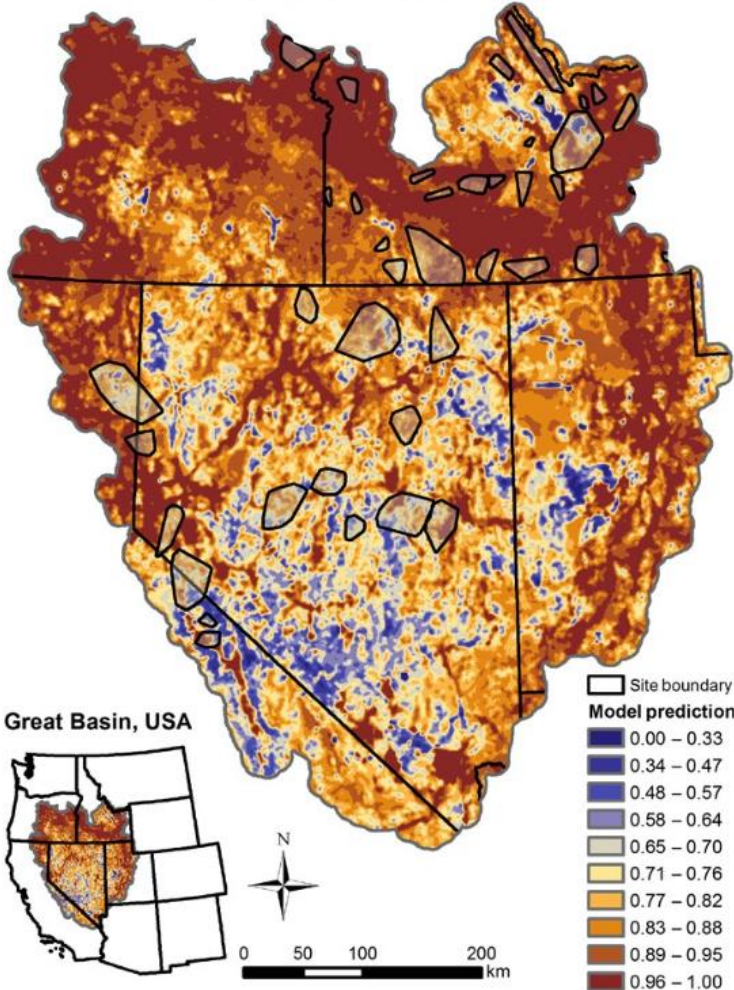 Site boundary
Great Basin, USA
Model prediction
0.00 – 0.33
0.34 – 0.47
0.48 – 0.57
0.58 – 0.64
0.65 – 0.70
0.71 – 0.76
0.77 – 0.82
0.83 – 0.88
0.89 – 0.95
0.96 – 1.00
N
0 50 100 200
km